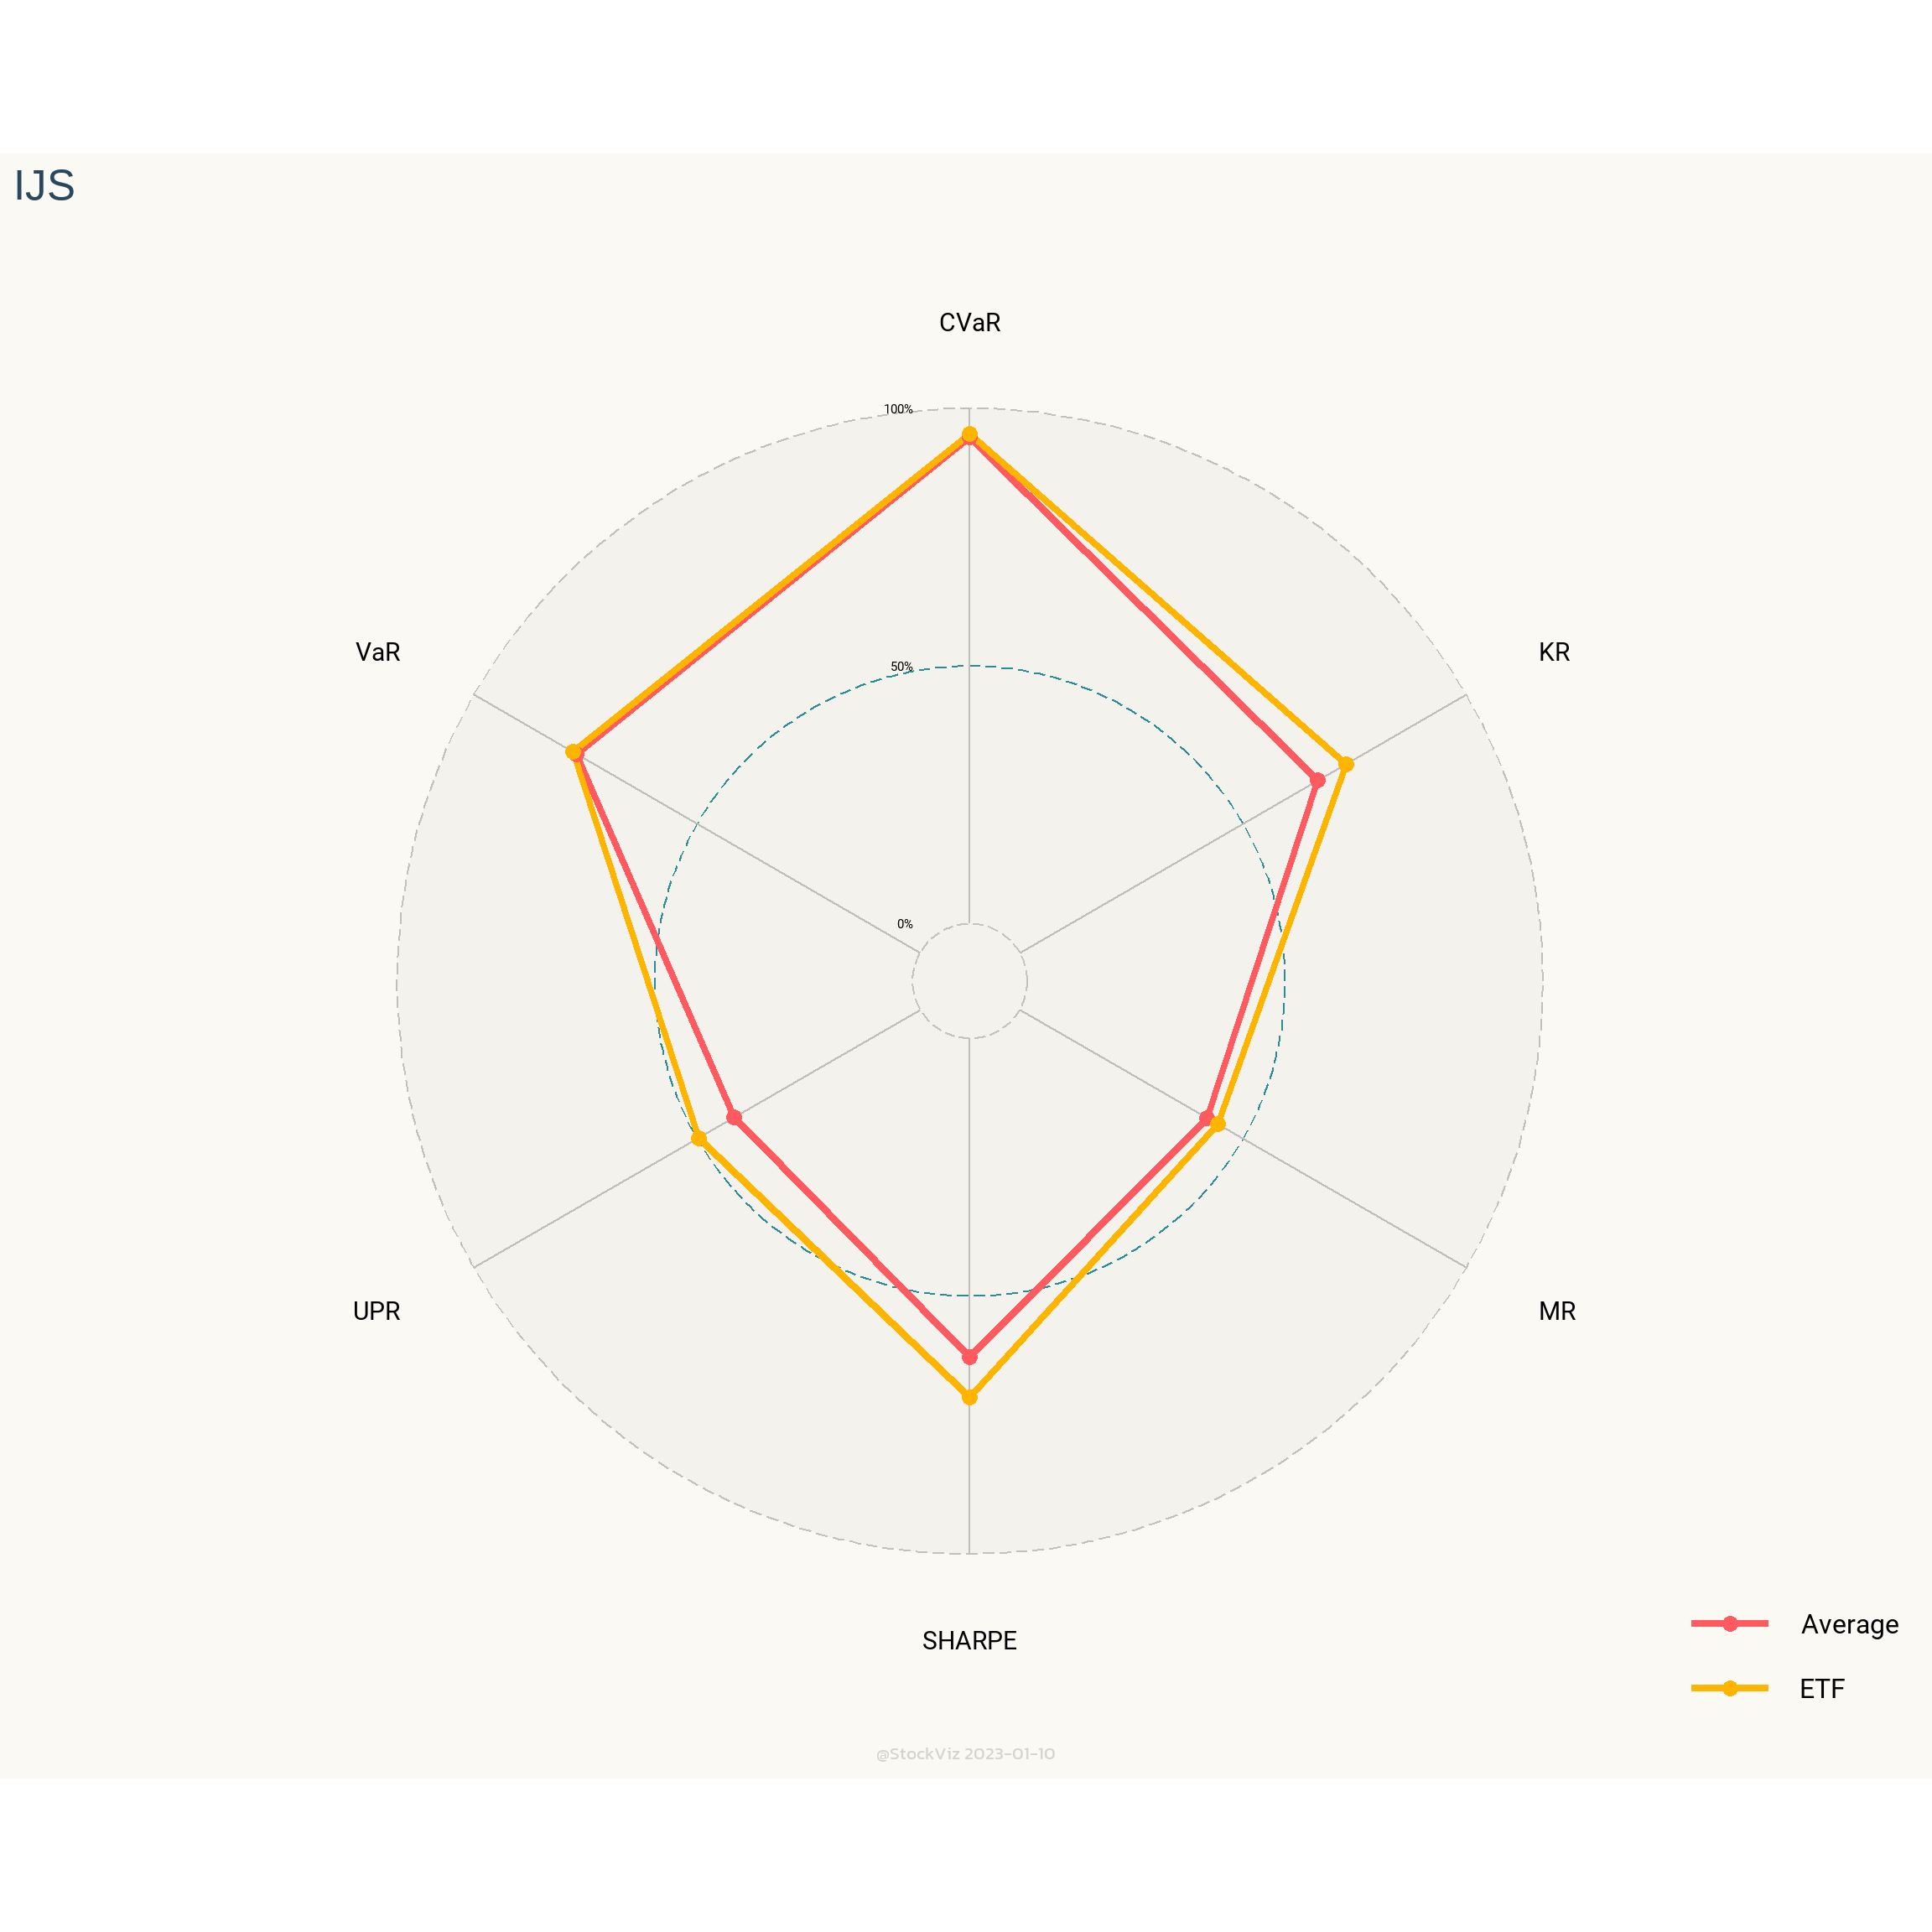 IJS
CVaR
100%
VaR
KR
50%
0%
UPR
MR
SHARPE
Average
ETF
@StockViz 2023-01-10